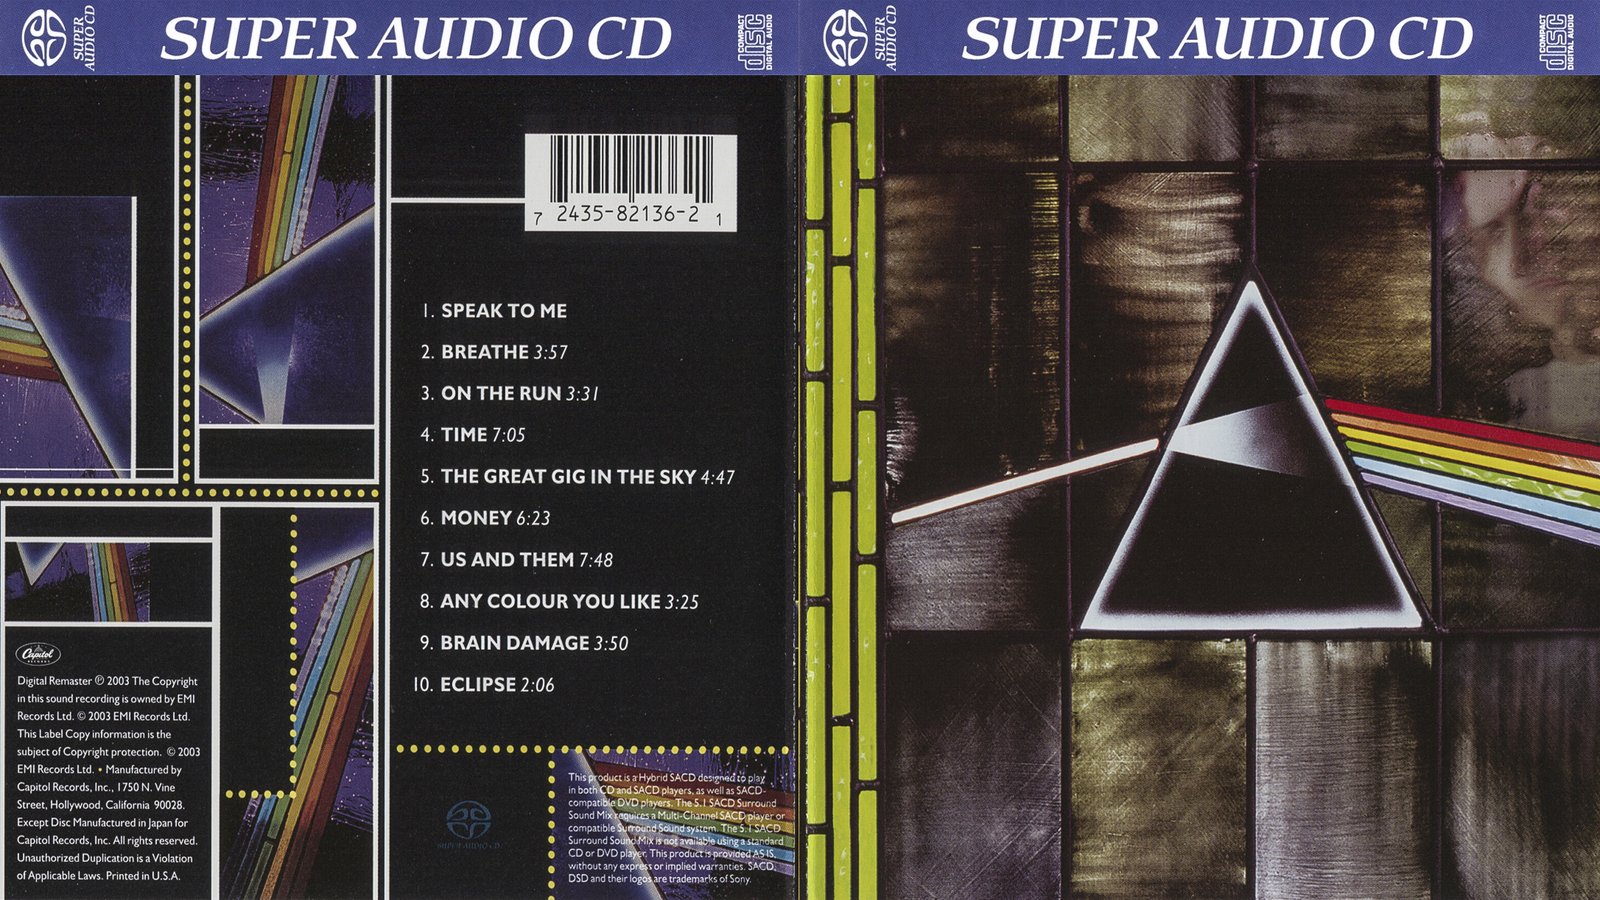 SUPER AUDIO CD
SUPER AUDIO CD
COMPACT disc DIGITAL AUDIO
7 2435-82136-2 1
1. SPEAK TO ME
2. BREATHE 3:57
3. ON THE RUN 3:31
4. TIME 7:05
5. THE GREAT GIG IN THE SKY 4:47
6. MONEY 6:23
7. US AND THEM 7:48
8. ANY COLOUR YOU LIKE 3:25
9. BRAIN DAMAGE 3:50
10. ECLIPSE 2:06
Capitol
RECORDS
Digital Remaster ℗ 2003 The Copyright
in this sound recording is owned by EMI
Records Ltd. © 2003 EMI Records Ltd.
This Label Copy information is the
subject of Copyright protection. © 2003
EMI Records Ltd. • Manufactured by
Capitol Records, Inc., 1750 N. Vine
Street, Hollywood, California 90028.
Except Disc Manufactured in Japan for
Capitol Records, Inc. All rights reserved.
Unauthorized Duplication is a Violation
of Applicable Laws. Printed in U.S.A.
SUPER AUDIO CD
This product is a Hybrid SACD designed to play
in both CD and SACD players, as well as SACD-
compatible DVD players. The 5.1 SACD Surround
Sound Mix requires a Multi-Channel SACD player or
compatible Surround Sound system. The 5.1 SACD
Surround Sound Mix is not available using a standard
CD or DVD player. This product is provided AS IS,
without any express or implied warranties. SACD,
DSD and their logos are trademarks of Sony.
SUPER AUDIO CD
SUPER AUDIO CD
COMPACT disc DIGITAL AUDIO